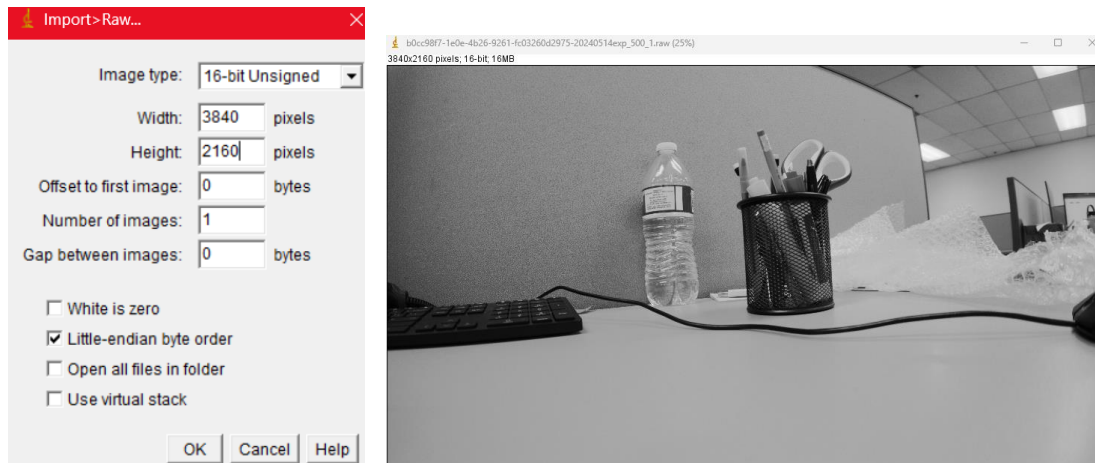 Import>Raw...
Image type: 16-bit Unsigned
Width: 3840 pixels
Height: 2160 pixels
Offset to first image: 0 bytes
Number of images: 1
Gap between images: 0 bytes
White is zero
Little-endian byte order
Open all files in folder
Use virtual stack
OK Cancel Help
b0cc98f7-1e0e-4b26-9261-fc03260d2975-20240514exp_500_1.raw (25%)
3840x2160 pixels; 16-bit; 16MB